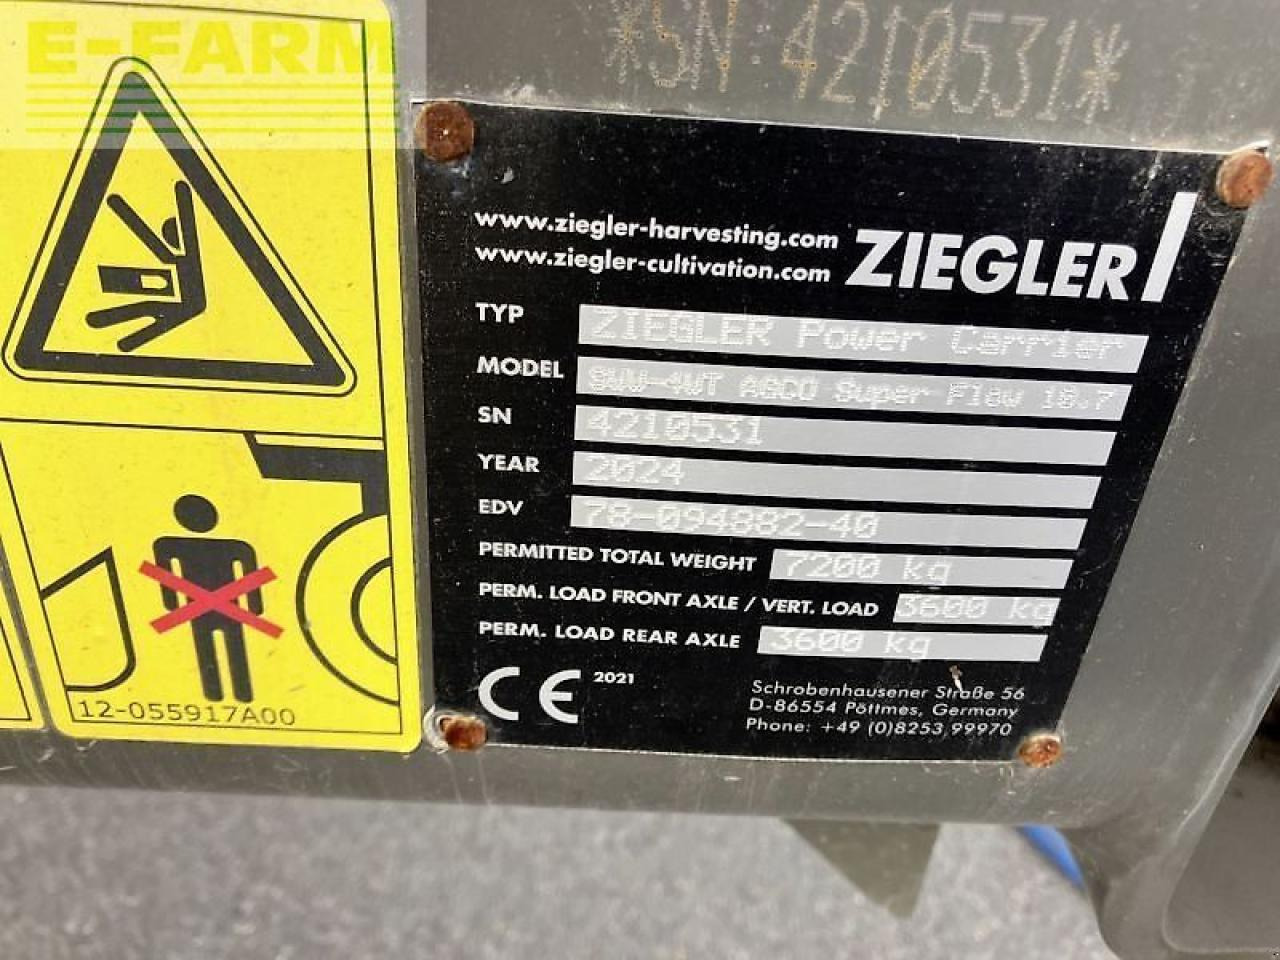 E-FARM
*SN:4210531*
www.ziegler-harvesting.com
www.ziegler-cultivation.com
ZIEGLER
TYP ZIEGLER Power Carrier
MODEL SWW-4WT AGCO Super Flow 10.7
SN 4210531
YEAR 2024
EDV 78-094882-40
PERMITTED TOTAL WEIGHT 7200 kg
PERM. LOAD FRONT AXLE / VERT. LOAD 3600 kg
PERM. LOAD REAR AXLE 3600 kg
CE 2021
Schrobenhausener Straße 56
D-86554 Pöttmes, Germany
Phone: +49 (0)8253 99970
12-055917A00